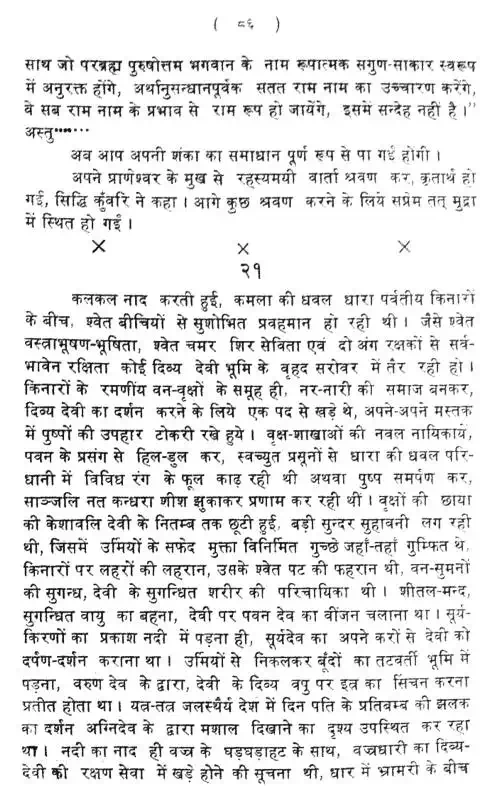 ( ८६ )
साथ जो परब्रह्म पुरुषोत्तम भगवान के नाम रूपात्मक सगुण-साकार स्वरूप
में अनुरक्त होंगे, अर्थानुसन्धानपूर्वक सतत राम नाम का उच्चारण करेंगे,
वे सब राम नाम के प्रभाव से राम रूप हो जायेंगे, इसमें सन्देह नहीं है।"
अस्तु........
अब आप अपनी शंका का समाधान पूर्ण रूप से पा गई होंगी।
अपने प्राणेश्वर के मुख से रहस्यमयी वार्ता श्रवण कर, कृतार्थ हो
गई, सिद्धि कुँवरि ने कहा। आगे कुछ श्रवण करने के लिये सप्रेम तत् मुद्रा
में स्थित हो गईं।
× × ×
२१
कलकल नाद करती हुई, कमला की धवल धारा पर्वतीय किनारों
के बीच, श्वेत बीचियों से सुशोभित प्रवहमान हो रही थी। जैसे श्वेत
वस्त्राभूषण-भूषिता, श्वेत चमर शिर सेविता एवं दो अंग रक्षकों से सर्व-
भावेन रक्षिता कोई दिव्य देवी भूमि के वृहद सरोवर में तैर रही हो।
किनारों के रमणीय वन-वृक्षों के समूह ही, नर-नारी की समाज बनकर,
दिव्य देवी का दर्शन करने के लिये एक पद से खड़े थे, अपने-अपने मस्तक
में पुष्पों की उपहार टोकरी रखे हुये। वृक्ष-शाखाओं की नवल नायिकायें,
पवन के प्रसंग से हिल-डुल कर, स्वच्युत प्रसूनों से धारा की धवल परि-
धानी में विविध रंग के फूल काढ़ रही थी अथवा पुष्प समर्पण कर,
साञ्जलि नत कन्धरा शीश झुकाकर प्रणाम कर रही थीं। वृक्षों की छाया
की केशावलि देवी के नितम्ब तक छूटी हुई, बड़ी सुन्दर सुहावनी लग रही
थी, जिसमें उर्मियों के सफेद मुक्ता विनिर्मित गुच्छे जहाँ-तहाँ गुम्फित थे,
किनारों पर लहरों की लहरान, उसके श्वेत पट की फहरान थी, वन-सुमनों
की सुगन्ध, देवी के सुगन्धित शरीर की परिचायिका थी। शीतल-मन्द,
सुगन्धित वायु का बहना, देवी पर पवन देव का वींजन चलाना था। सूर्य-
किरणों का प्रकाश नदी में पड़ना ही, सूर्यदेव का अपने करों से देवी को
दर्पण-दर्शन कराना था। उर्मियों से निकलकर बूँदों का तटवर्ती भूमि में
पड़ना, वरुण देव के द्वारा, देवी के दिव्य वपु पर इत्र का सिंचन करना
प्रतीत होता था। यत्र-तत्र जलस्थैर्य देश में दिन पति के प्रतिबम्ब की झलक
का दर्शन अग्निदेव के द्वारा मशाल दिखाने का दृश्य उपस्थित कर रहा
था। नदी का नाद ही वज्र के घड़घड़ाहट के साथ, वज्रधारी का दिव्य-
देवी की रक्षण सेवा में खड़े होने की सूचना थी, धार में भ्रामरी के बीच